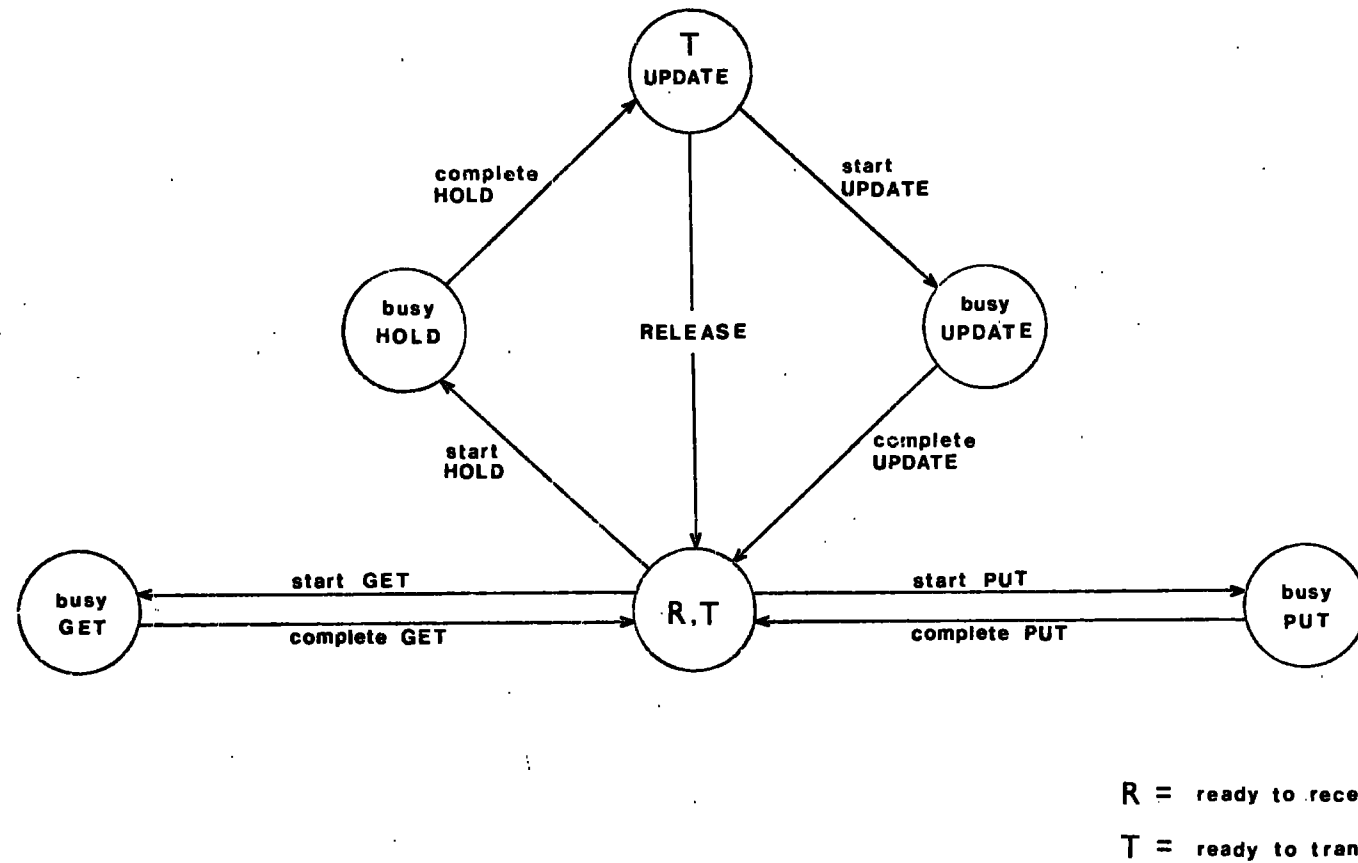 T
UPDATE
complete
HOLD
start
UPDATE
busy
HOLD
RELEASE
busy
UPDATE
start
HOLD
complete
UPDATE
busy
GET
start GET
complete GET
R,T
start PUT
complete PUT
busy
PUT
R = ready to rece
T = ready to tran